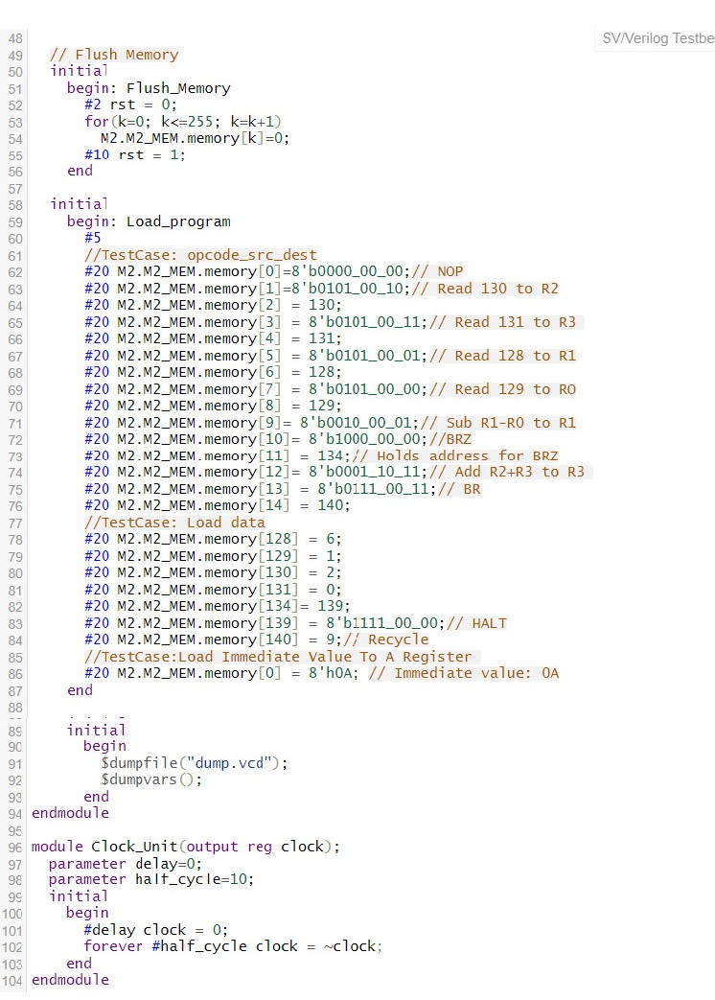 SV/Verilog Testbe
48
49 // Flush Memory
50 initial
51 begin: Flush_Memory
52 #2 rst = 0;
53 for(k=0; k<=255; k=k+1)
54 M2.M2_MEM.memory[k]=0;
55 #10 rst = 1;
56 end
57
58 initial
59 begin: Load_program
60 #5
61 //TestCase: opcode_src_dest
62 #20 M2.M2_MEM.memory[0]=8'b0000_00_00;// NOP
63 #20 M2.M2_MEM.memory[1]=8'b0101_00_10;// Read 130 to R2
64 #20 M2.M2_MEM.memory[2] = 130;
65 #20 M2.M2_MEM.memory[3] = 8'b0101_00_11;// Read 131 to R3
66 #20 M2.M2_MEM.memory[4] = 131;
67 #20 M2.M2_MEM.memory[5] = 8'b0101_00_01;// Read 128 to R1
68 #20 M2.M2_MEM.memory[6] = 128;
69 #20 M2.M2_MEM.memory[7] = 8'b0101_00_00;// Read 129 to R0
70 #20 M2.M2_MEM.memory[8] = 129;
71 #20 M2.M2_MEM.memory[9]= 8'b0010_00_01;// Sub R1-R0 to R1
72 #20 M2.M2_MEM.memory[10]= 8'b1000_00_00;//BRZ
73 #20 M2.M2_MEM.memory[11] = 134;// Holds address for BRZ
74 #20 M2.M2_MEM.memory[12]= 8'b0001_10_11;// Add R2+R3 to R3
75 #20 M2.M2_MEM.memory[13] = 8'b0111_00_11;// BR
76 #20 M2.M2_MEM.memory[14] = 140;
77 //TestCase: Load data
78 #20 M2.M2_MEM.memory[128] = 6;
79 #20 M2.M2_MEM.memory[129] = 1;
80 #20 M2.M2_MEM.memory[130] = 2;
81 #20 M2.M2_MEM.memory[131] = 0;
82 #20 M2.M2_MEM.memory[134]= 139;
83 #20 M2.M2_MEM.memory[139] = 8'b1111_00_00;// HALT
84 #20 M2.M2_MEM.memory[140] = 9;// Recycle
85 //TestCase:Load Immediate Value To A Register
86 #20 M2.M2_MEM.memory[0] = 8'h0A; // Immediate value: 0A
87 end
88
89 initial
90 begin
91 $dumpfile("dump.vcd");
92 $dumpvars();
93 end
94 endmodule
95
96 module Clock_Unit(output reg clock);
97 parameter delay=0;
98 parameter half_cycle=10;
99 initial
100 begin
101 #delay clock = 0;
102 forever #half_cycle clock = ~clock;
103 end
104 endmodule